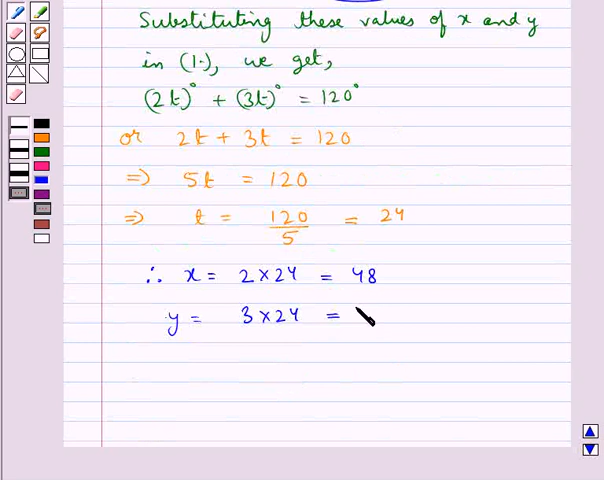 Substituting these values of x and y
in (1.), we get,
(2t)° + (3t)° = 120°
or 2t + 3t = 120
⇒ 5t = 120
⇒ t = 120/5 = 24
∴ x = 2 × 24 = 48
y = 3 × 24 =